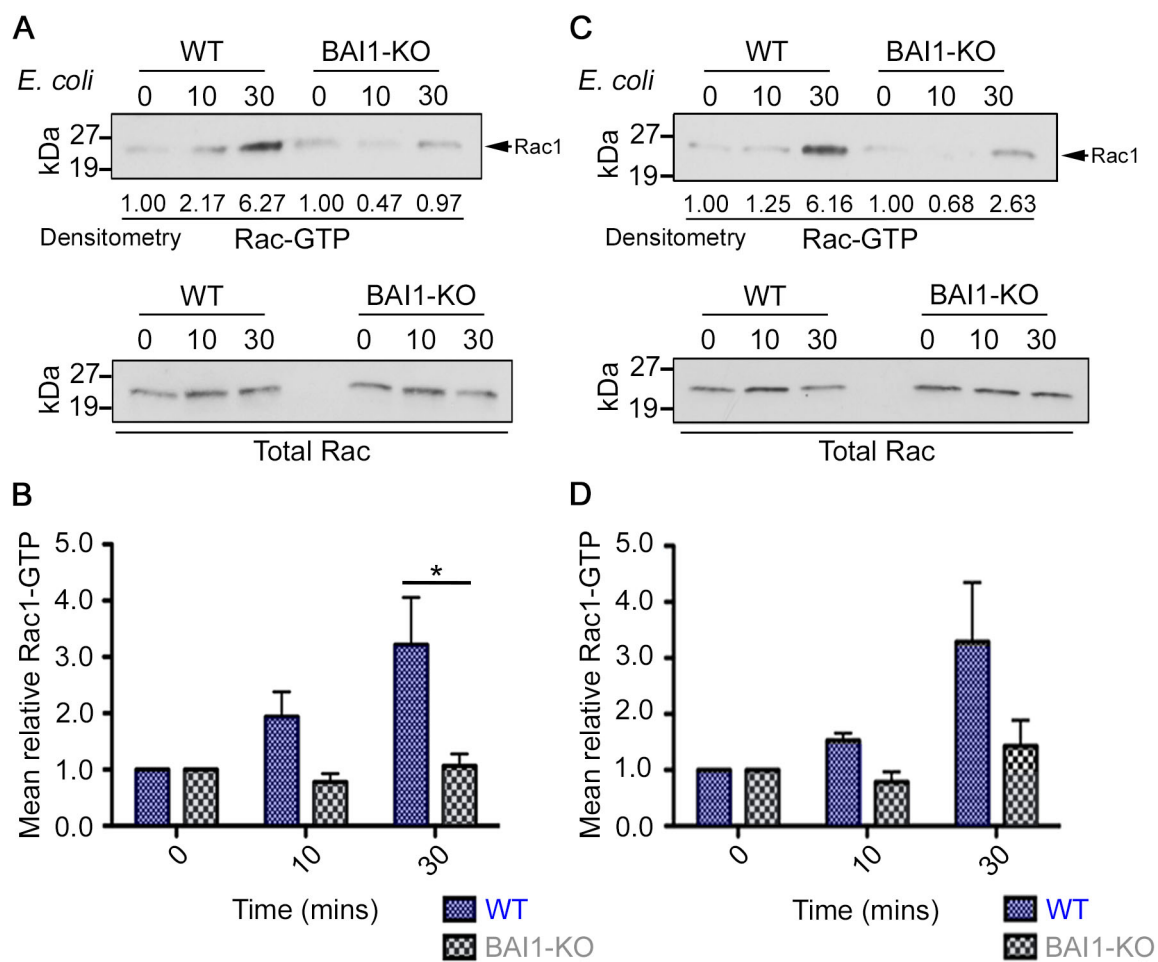 A
WT BAI1-KO
E. coli 0 10 30 0 10 30
kDa 27 19 Rac1
1.00 2.17 6.27 1.00 0.47 0.97
Densitometry Rac-GTP
WT BAI1-KO
0 10 30 0 10 30
kDa 27 19
Total Rac
C
WT BAI1-KO
E. coli 0 10 30 0 10 30
kDa 27 19 Rac1
1.00 1.25 6.16 1.00 0.68 2.63
Densitometry Rac-GTP
WT BAI1-KO
0 10 30 0 10 30
kDa 27 19
Total Rac
B
Mean relative Rac1-GTP
5.0
4.0
3.0
2.0
1.0
0.0
*
0 10 30
Time (mins)
WT
BAI1-KO
D
Mean relative Rac1-GTP
5.0
4.0
3.0
2.0
1.0
0.0
0 10 30
Time (mins)
WT
BAI1-KO